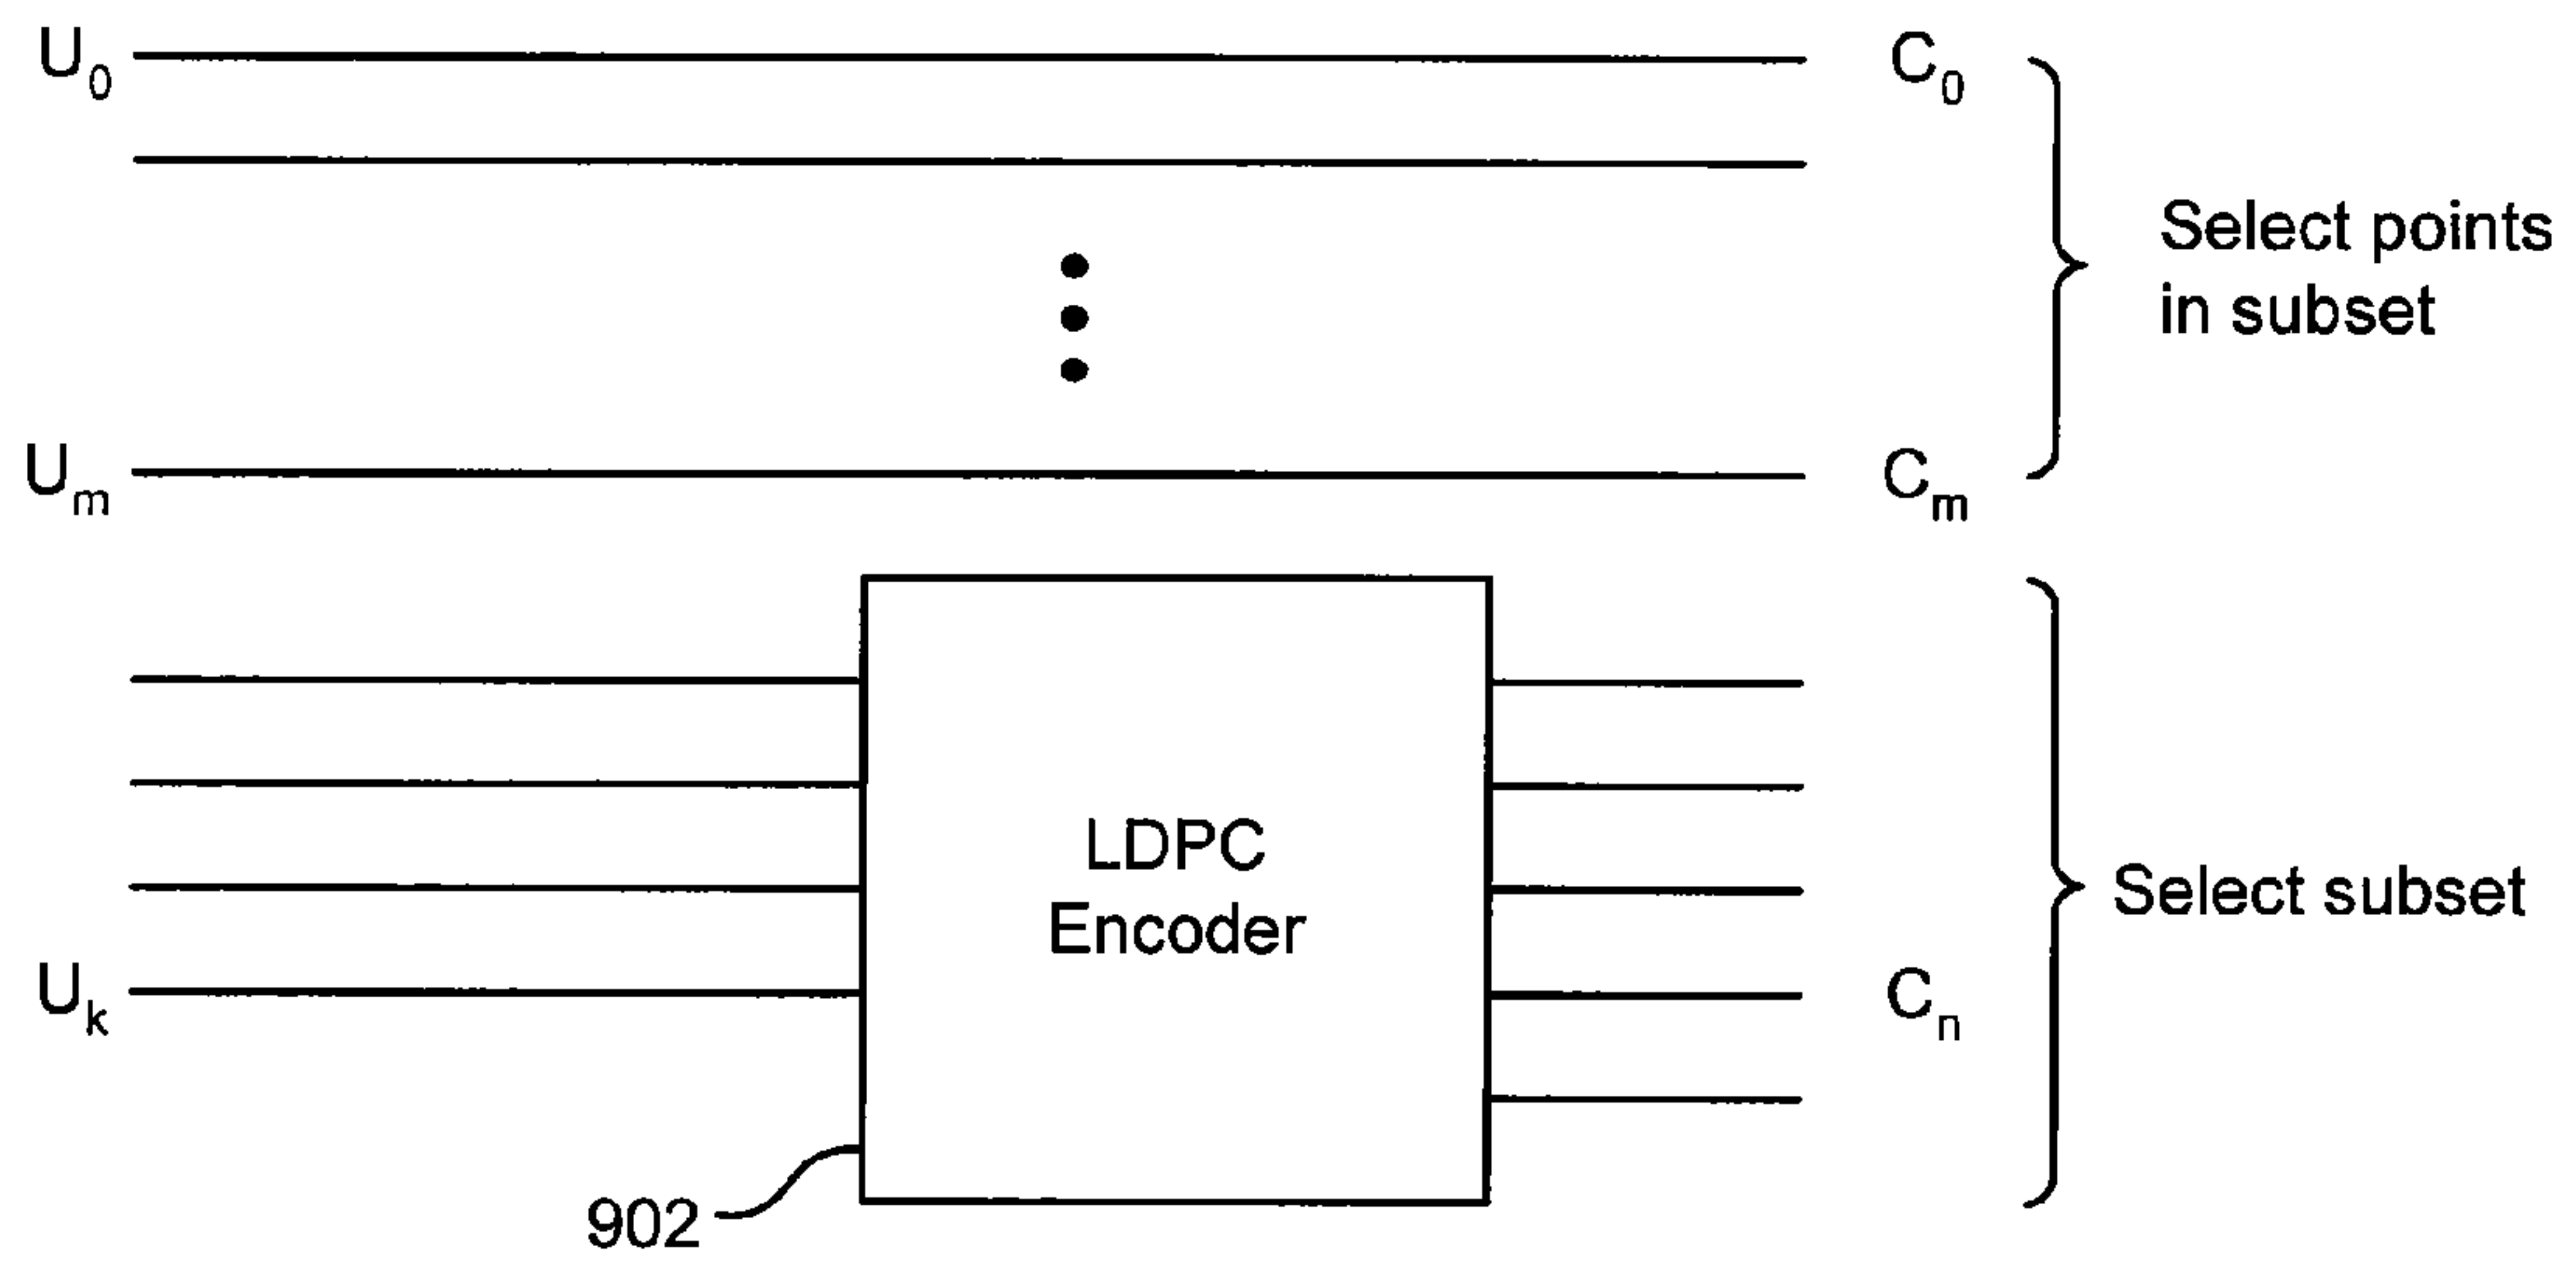 U0 C0
Select points
in subset
Um Cm
LDPC
Encoder
Select subset
Uk Cn
902